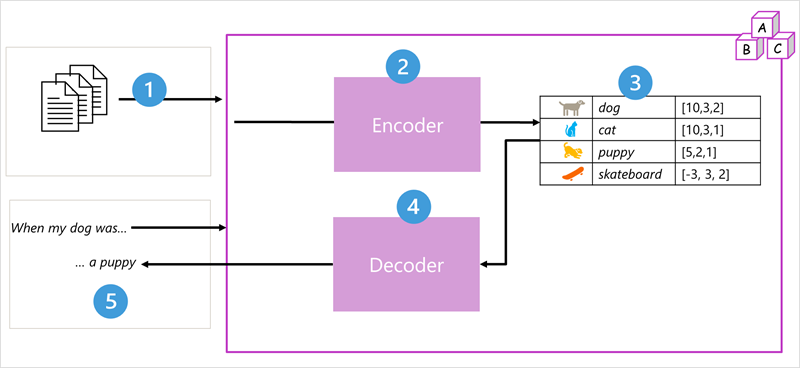 A
B C
1
2
3
Encoder
dog [10,3,2]
cat [10,3,1]
puppy [5,2,1]
skateboard [-3, 3, 2]
4
When my dog was...
Decoder
... a puppy
5